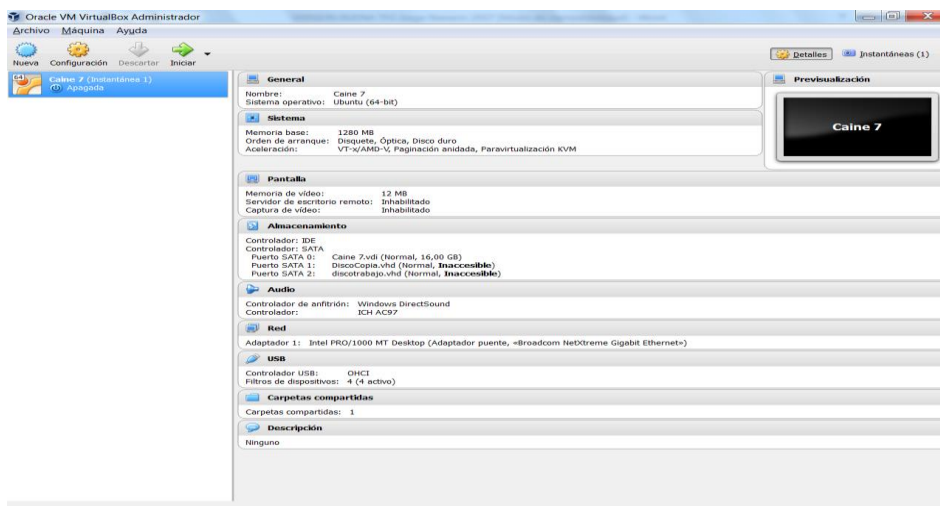 Oracle VM VirtualBox Administrador
Archivo Máquina Ayuda
Nueva Configuración Descartar Iniciar
Detalles Instantáneas (1)
64
Caine 7 (Instantánea 1)
Apagada
General
Nombre: Caine 7
Sistema operativo: Ubuntu (64-bit)
Sistema
Memoria base: 1280 MB
Orden de arranque: Disquete, Óptica, Disco duro
Aceleración: VT-x/AMD-V, Paginación anidada, Paravirtualización KVM
Previsualización
Caine 7
Pantalla
Memoria de vídeo: 12 MB
Servidor de escritorio remoto: Inhabilitado
Captura de vídeo: Inhabilitado
Almacenamiento
Controlador: IDE
Controlador: SATA
Puerto SATA 0: Caine 7.vdi (Normal, 16,00 GB)
Puerto SATA 1: DiscoCopia.vhd (Normal, Inaccesible)
Puerto SATA 2: discotrabajo.vhd (Normal, Inaccesible)
Audio
Controlador de anfitrión: Windows DirectSound
Controlador: ICH AC97
Red
Adaptador 1: Intel PRO/1000 MT Desktop (Adaptador puente, «Broadcom NetXtreme Gigabit Ethernet»)
USB
Controlador USB: OHCI
Filtros de dispositivos: 4 (4 activo)
Carpetas compartidas
Carpetas compartidas: 1
Descripción
Ninguno